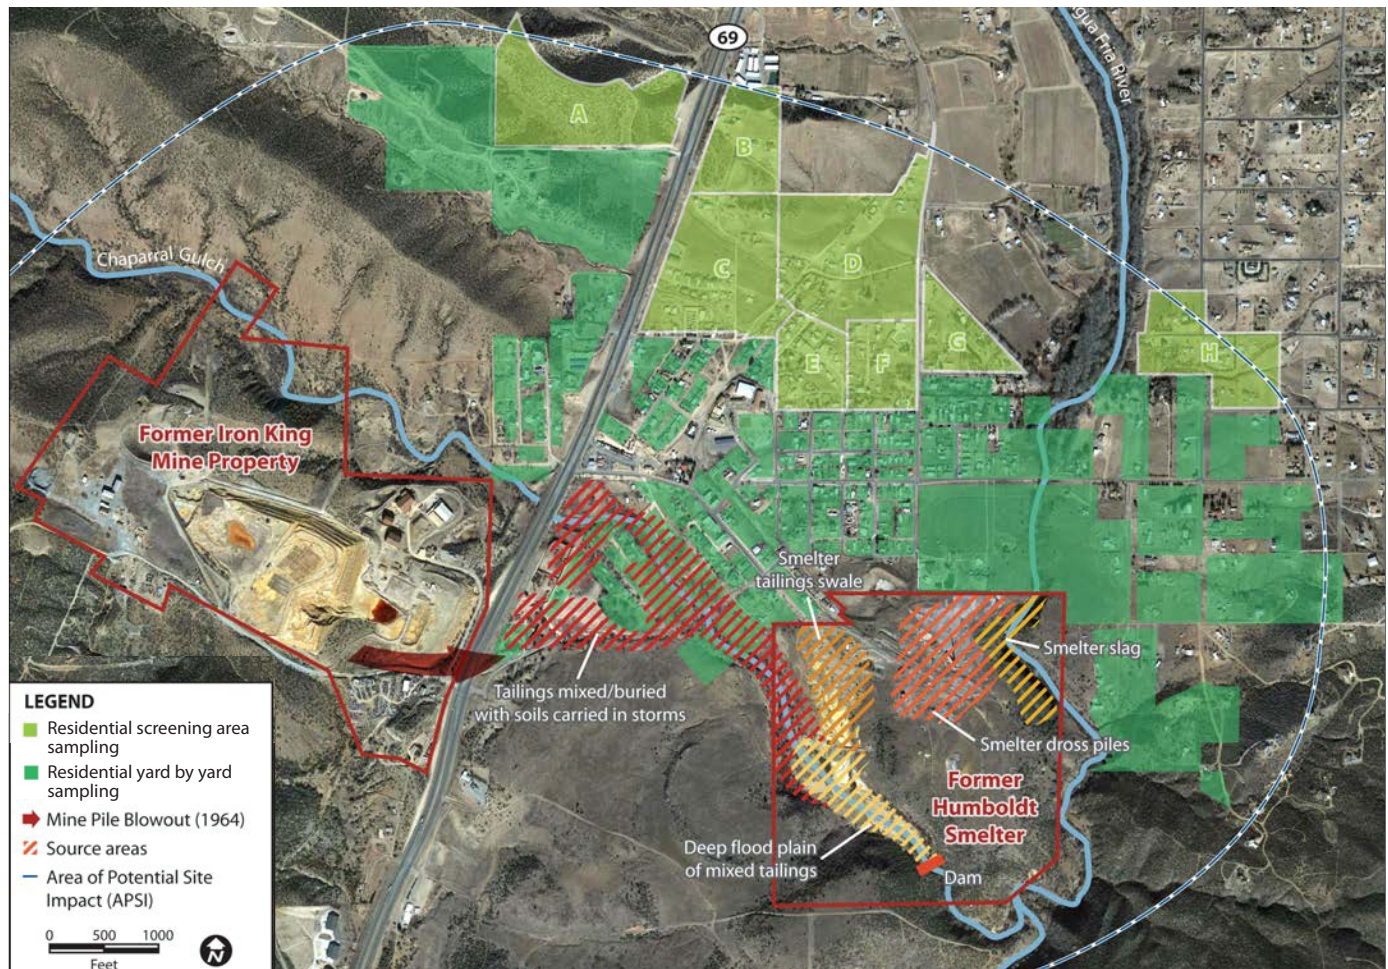 69
gua Fria River
A
B
Chaparral Gulch
C
D
E
F
G
H
Former Iron King
Mine Property
Smelter
tailings swale
Smelter slag
Tailings mixed/buried
with soils carried in storms
Smelter dross piles
Former
Humboldt
Smelter
Deep flood plain
of mixed tailings
Dam
LEGEND
Residential screening area
sampling
Residential yard by yard
sampling
Mine Pile Blowout (1964)
Source areas
Area of Potential Site
Impact (APSI)
0 500 1000
Feet
N